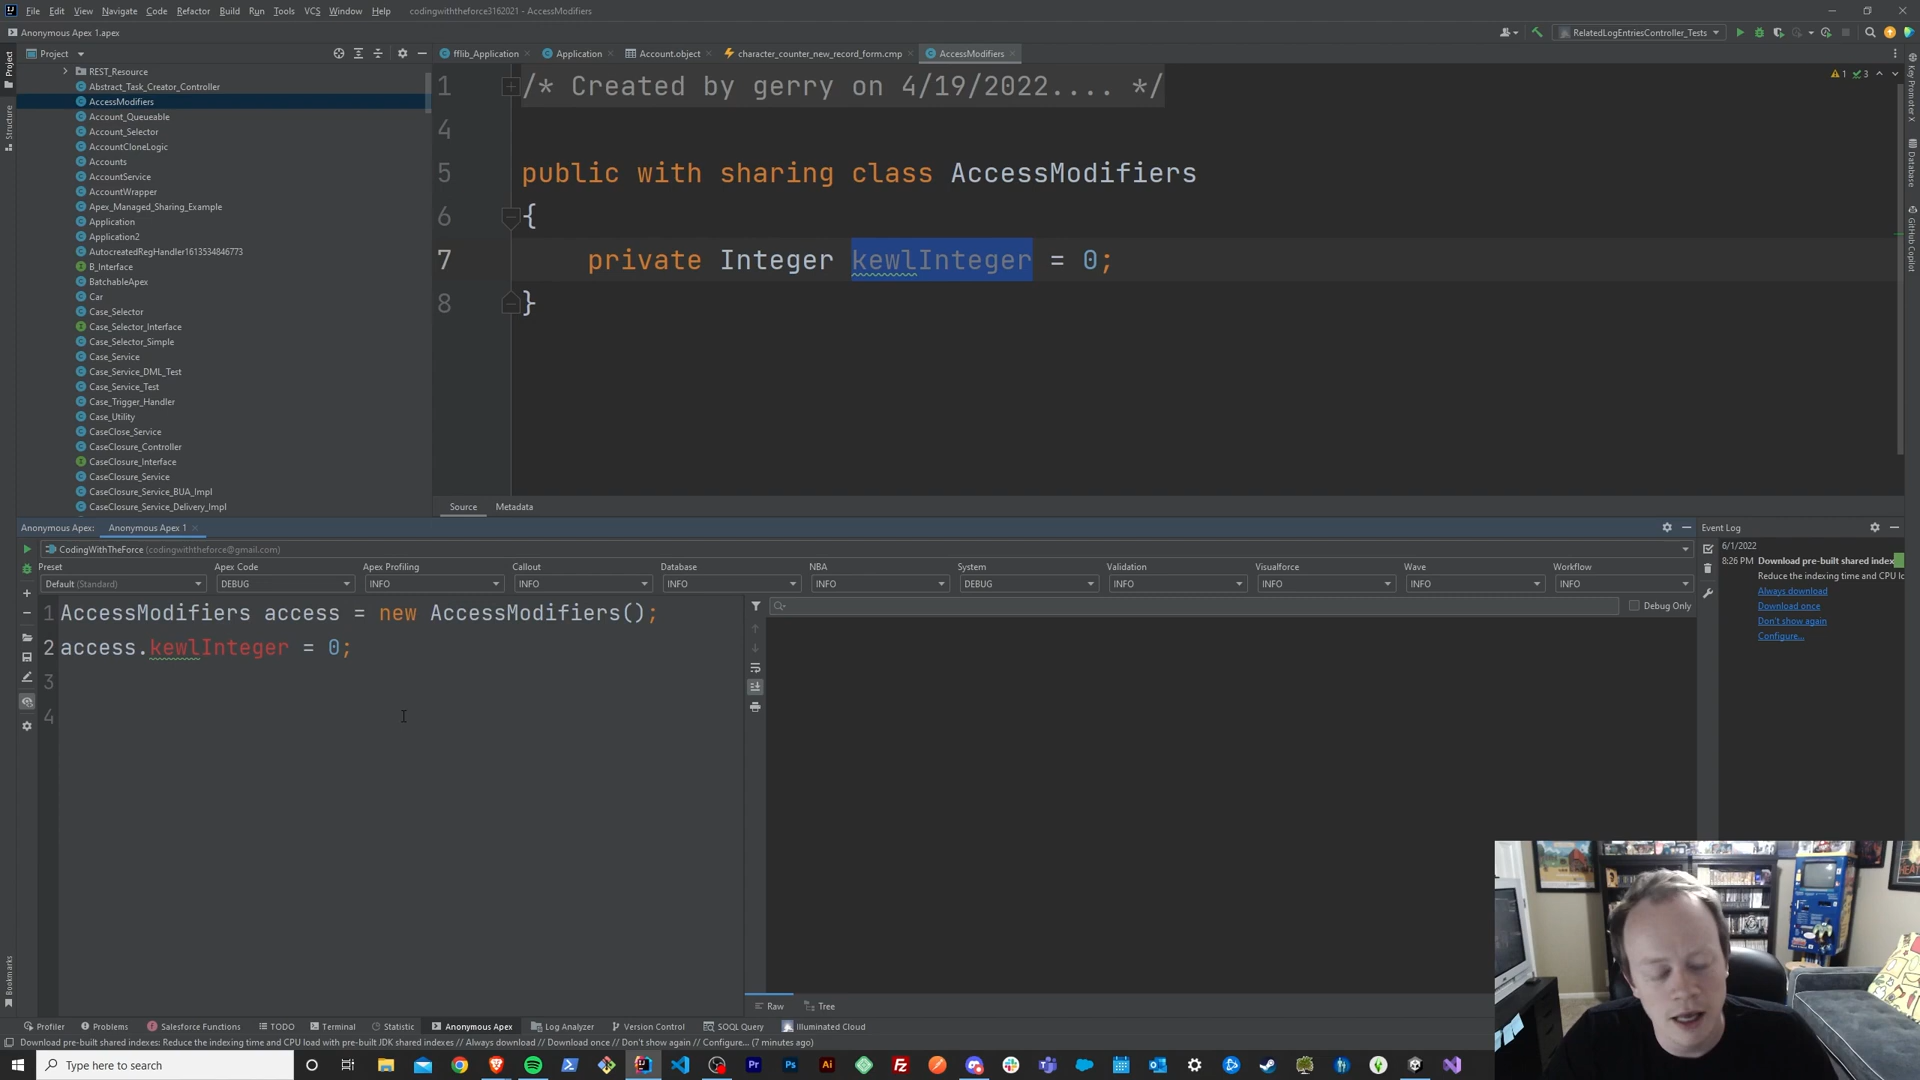 File Edit View Navigate Code Refactor Build Run Tools VCS Window Help codingwiththeforce3162021 - AccessModifiers
Anonymous Apex 1.apex
RelatedLogEntriesController_Tests
Project
fflib_Application
Application
Account.object
character_counter_new_record_form.cmp
AccessModifiers
REST_Resource
Abstract_Task_Creator_Controller
AccessModifiers
Account_Queueable
Account_Selector
AccountCloneLogic
Accounts
AccountService
AccountWrapper
Apex_Managed_Sharing_Example
Application
Application2
AutocreatedRegHandler1613534846773
B_Interface
BatchableApex
Car
Case_Selector
Case_Selector_Interface
Case_Selector_Simple
Case_Service
Case_Service_DML_Test
Case_Service_Test
Case_Trigger_Handler
Case_Utility
CaseClose_Service
CaseClosure_Controller
CaseClosure_Interface
CaseClosure_Service
CaseClosure_Service_BUA_Impl
CaseClosure_Service_Delivery_Impl
Project
Structure
Bookmarks
1 /* Created by gerry on 4/19/2022.... */
4
5 public with sharing class AccessModifiers
6 {
7 private Integer kewlInteger = 0;
8 }
1 3
Key Promoter X
Database
GitHub Copilot
Source Metadata
Anonymous Apex: Anonymous Apex 1
CodingWithTheForce (codingwiththeforce@gmail.com)
Preset Apex Code Apex Profiling Callout Database NBA System Validation Visualforce Wave Workflow
Default (Standard) DEBUG INFO INFO INFO INFO DEBUG INFO INFO INFO INFO
1 AccessModifiers access = new AccessModifiers();
2 access.kewlInteger = 0;
3
4
Debug Only
Raw Tree
Event Log
6/1/2022
8:26 PM Download pre-built shared index
Reduce the indexing time and CPU lo
Always download
Download once
Don't show again
Configure...
Profiler Problems Salesforce Functions TODO Terminal Statistic Anonymous Apex Log Analyzer Version Control SOQL Query Illuminated Cloud
Download pre-built shared indexes: Reduce the indexing time and CPU load with pre-built JDK shared indexes // Always download // Download once // Don't show again // Configure... (7 minutes ago)
Type here to search